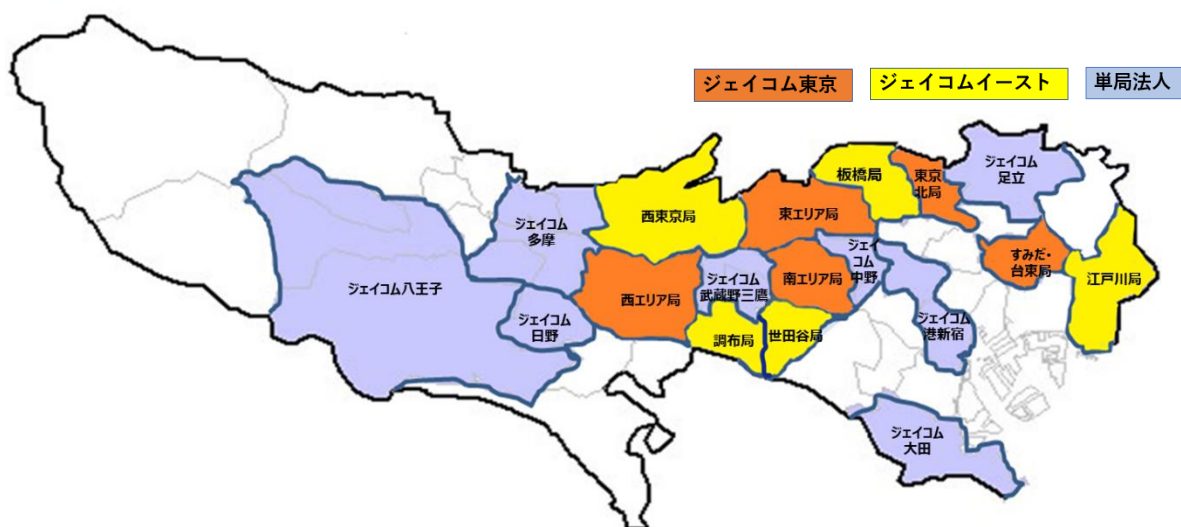 ジェイコム東京
ジェイコムイースト
単局法人
ジェイコム
足立
板橋局
東京
北局
ジェイコム
多摩
西東京局
東エリア局
ジェイ
コム
中野
すみだ・
台東局
江戸川局
ジェイコム八王子
西エリア局
ジェイコム
武蔵野三鷹
南エリア局
ジェイコム
日野
調布局
世田谷局
ジェイコム
港新宿
ジェイコム
大田